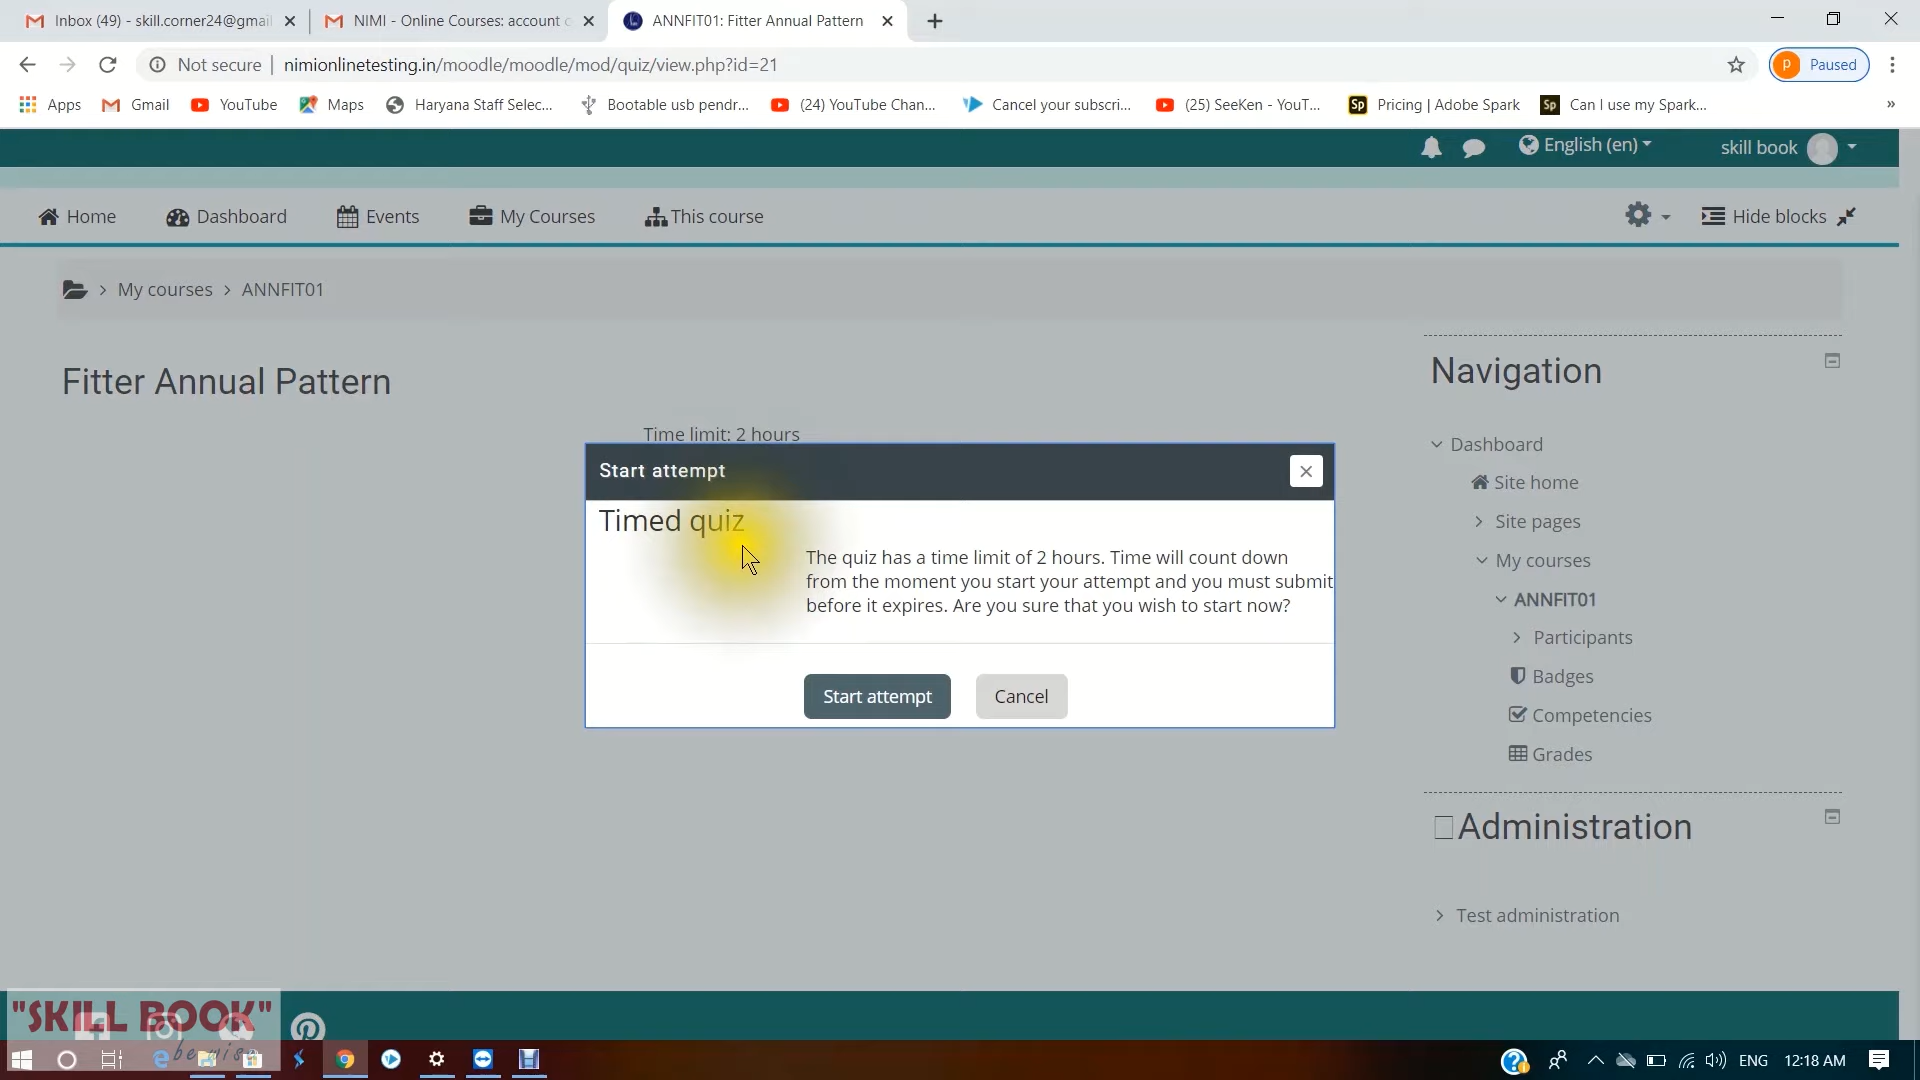 Inbox (49) - skill.corner24@gmail
NIMI - Online Courses: account c
ANNFIT01: Fitter Annual Pattern
Not secure
nimionlinetesting.in/moodle/moodle/mod/quiz/view.php?id=21
P Paused
Apps
Gmail
YouTube
Maps
Haryana Staff Selec...
Bootable usb pendr...
(24) YouTube Chan...
Cancel your subscri...
(25) SeeKen - YouT...
Sp Pricing | Adobe Spark
Sp Can I use my Spark...
»
English (en)
skill book
Home
Dashboard
Events
My Courses
This course
Hide blocks
My courses
ANNFIT01
Fitter Annual Pattern
Time limit: 2 hours
Start attempt
Timed quiz
The quiz has a time limit of 2 hours. Time will count down
from the moment you start your attempt and you must submit
before it expires. Are you sure that you wish to start now?
Start attempt
Cancel
Navigation
Dashboard
Site home
Site pages
My courses
ANNFIT01
Participants
Badges
Competencies
Grades
Administration
Test administration
"SKILL BOOK"
ENG
12:18 AM